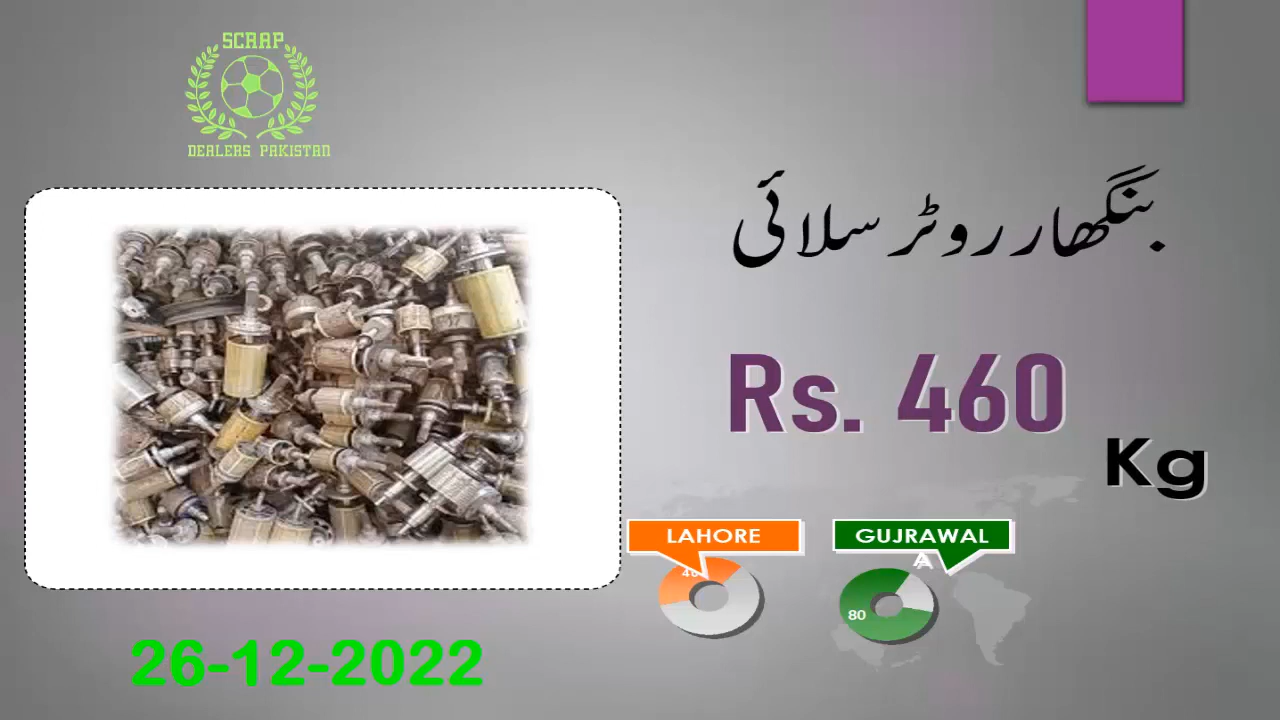 SCRAP
DEALERS PAKISTAN
بنگھار روٹر سلائی
Rs. 460
Kg
LAHORE
GUJRAWAL
A
80
26-12-2022